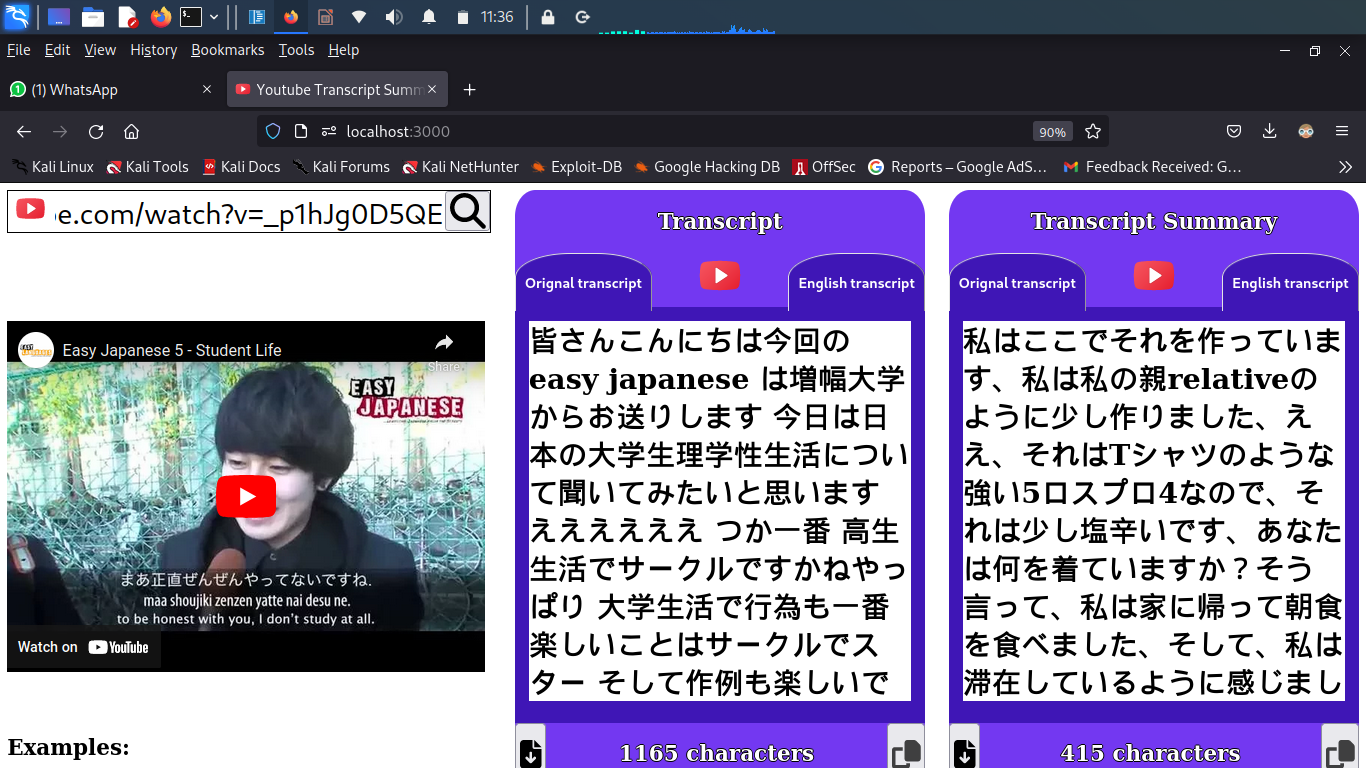 11:36
File Edit View History Bookmarks Tools Help
(1) WhatsApp
Youtube Transcript Summ
localhost:3000
90%
Kali Linux Kali Tools Kali Docs Kali Forums Kali NetHunter Exploit-DB Google Hacking DB OffSec Reports – Google AdS… Feedback Received: G…
e.com/watch?v=_p1hJg0D5QE
Easy Japanese 5 - Student Life
Share
EASY
JAPANESE
まあ正直ぜんぜんやってないですね.
maa shoujiki zenzen yatte nai desu ne.
to be honest with you, I don't study at all.
Watch on YouTube
Examples:
Transcript
Orignal transcript
English transcript
皆さんこんにちは今回の
easy japanese は増幅大学
からお送りします 今日は日
本の大学生理学性生活につい
て聞いてみたいと思います
ええええええ つか一番 高生
生活でサークルですかねやっ
ぱり 大学生活で行為も一番
楽しいことはサークルでス
ター そして作例も楽しいで
1165 characters
Transcript Summary
Orignal transcript
English transcript
私はここでそれを作っていま
す、私は私の親relativeの
ように少し作りました、え
え、それはTシャツのような
強い5ロスプロ4なので、そ
れは少し塩辛いです、あなた
は何を着ていますか？そう
言って、私は家に帰って朝食
を食べました、そして、私は
滞在しているように感じまし
415 characters